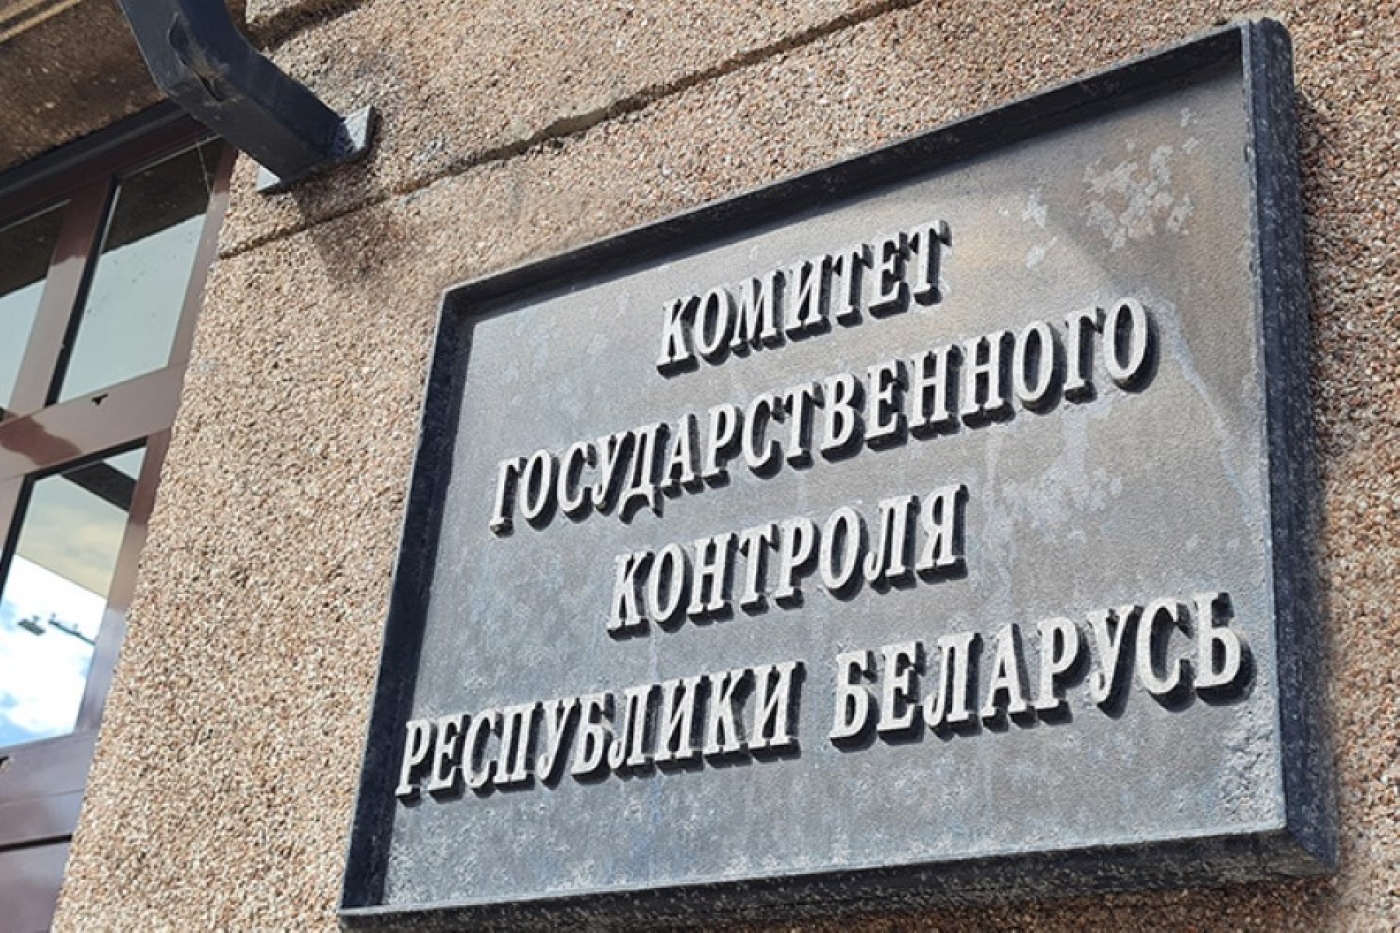 КОМИТЕТ
ГОСУДАРСТВЕННОГО
КОНТРОЛЯ
РЕСПУБЛИКИ БЕЛАРУСЬ